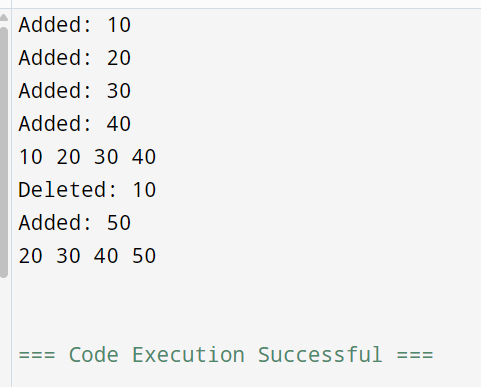 Added: 10
Added: 20
Added: 30
Added: 40
10 20 30 40
Deleted: 10
Added: 50
20 30 40 50
=== Code Execution Successful ===